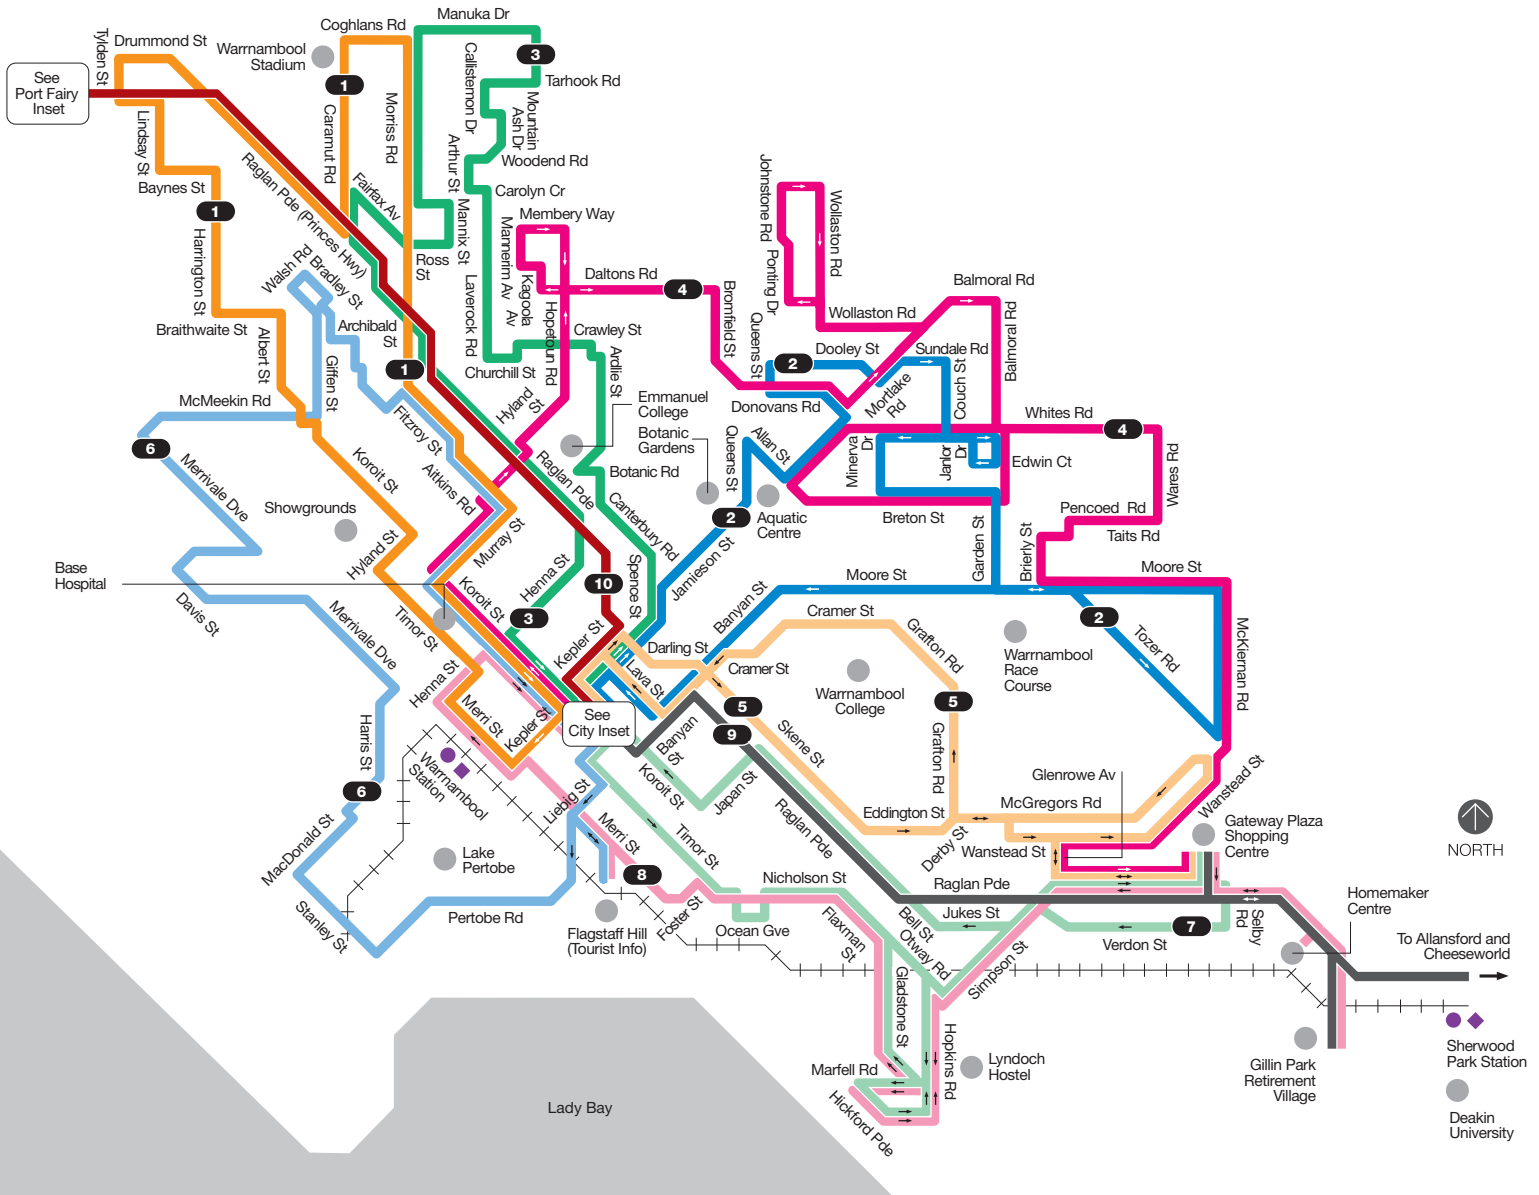 Manuka Dr
Coghlans Rd
Tylden St
Drummond St
Warrnambool
Stadium
3
Tarhook Rd
See
Port Fairy
Inset
1
Callistemon Dr
Mountain
Ash Dr
Morriss Rd
Caramut Rd
Lindsay St
Arthur St
Woodend Rd
Baynes St
Raglan Pde (Princes Hwy)
Fairfax Av
Carolyn Cr
Johnstone Rd
Wollaston Rd
1
Mannix St
Membery Way
Mannerim Av
Harrington St
Ross
St
Walsh Rd
Bradley St
Ponting Dr
Daltons Rd
4
Balmoral Rd
Kagoola
Av
Laverock Rd
Hopetoun Rd
Bromfield St
Wollaston Rd
Braithwaite St
Archibald
St
Crawley St
Queens St
Balmoral Rd
Albert St
Dooley St
Sundale Rd
2
1
Churchill St
Ardlie St
Giffen St
Mortlake
Rd
Couch St
McMeekin Rd
Hyland
St
Emmanuel
College
Donovans Rd
Whites Rd
4
Fitzroy St
Botanic
Gardens
Queens St
Allan St
6
Koroit St
Raglan Pde
Minerva
Dr
Janlor
Dr
Edwin Ct
Merrivale Dve
Aitkins Rd
Botanic Rd
Wares Rd
Showgrounds
Canterbury Rd
2
Aquatic
Centre
Breton St
Pencoed Rd
Taits Rd
Murray St
Hyland St
Garden St
Brierly St
Base
Hospital
Henna St
Spence St
Jamieson St
Moore St
Moore St
10
Koroit St
Davis St
Timor St
3
Banyan St
Cramer St
2
Merrivale Dve
Kepler St
Darling St
Grafton Rd
Tozer Rd
McKiernan Rd
Cramer St
Warrnambool
Race
Course
Henna St
Lava St
Warrnambool
College
Merri St
Kepler St
See
City Inset
5
5
Harris St
9
Banyan
St
Skene St
Warrnambool
Station
Grafton Rd
Koroit St
Japan St
Glenrowe Av
Wanstead St
6
Liebig St
Raglan Pde
Eddington St
McGregors Rd
MacDonald St
Merri St
Timor St
Derby St
Wanstead St
Gateway Plaza
Shopping
Centre
NORTH
Lake
Pertobe
8
Nicholson St
Raglan Pde
Homemaker
Centre
Stanley St
Pertobe Rd
Foster St
Flaxman
St
Bell St
Jukes St
Selby
Rd
Flagstaff Hill
(Tourist Info)
Ocean Gve
Otway Rd
7
Verdon St
To Allansford and
Cheeseworld
Gladstone St
Simpson St
Marfell Rd
Hopkins Rd
Lyndoch
Hostel
Gillin Park
Retirement
Village
Sherwood
Park Station
Hickford Pde
Lady Bay
Deakin
University